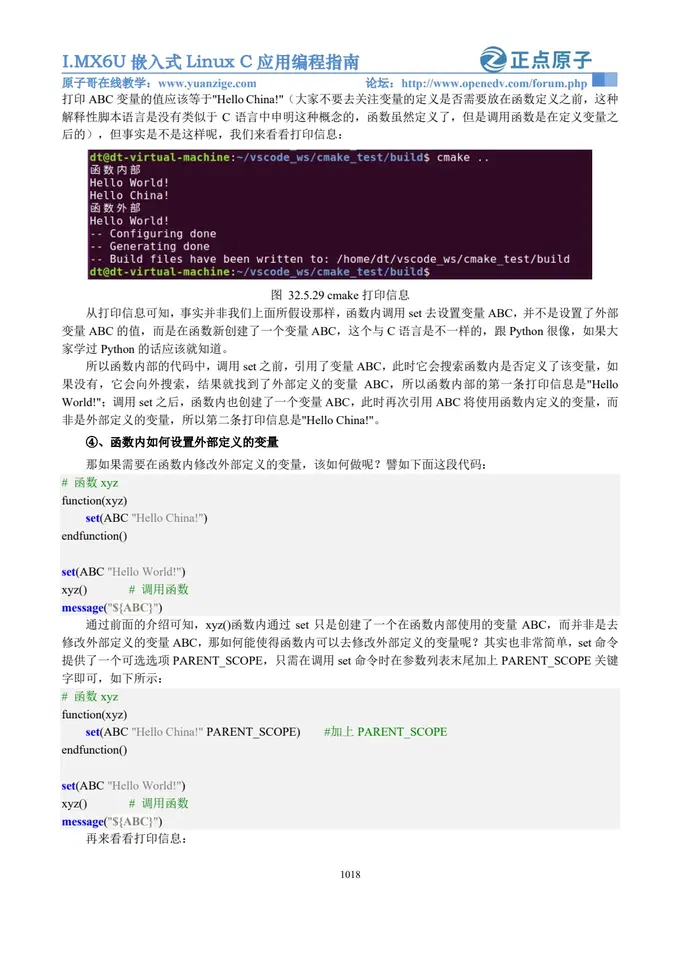 I.MX6U 嵌入式 Linux C 应用编程指南
正点原子
原子哥在线教学：www.yuanzige.com 论坛：http://www.openedv.com/forum.php
打印 ABC 变量的值应该等于"Hello China!"（大家不要去关注变量的定义是否需要放在函数定义之前，这种
解释性脚本语言是没有类似于 C 语言中申明这种概念的，函数虽然定义了，但是调用函数是在定义变量之
后的），但事实是不是这样呢，我们来看看打印信息：
dt@dt-virtual-machine:~/vscode_ws/cmake_test/build$ cmake ..
函数内部
Hello World!
Hello China!
函数外部
Hello World!
-- Configuring done
-- Generating done
-- Build files have been written to: /home/dt/vscode_ws/cmake_test/build
dt@dt-virtual-machine:~/vscode_ws/cmake_test/build$
图 32.5.29 cmake 打印信息
从打印信息可知，事实并非我们上面所假设那样，函数内调用 set 去设置变量 ABC，并不是设置了外部
变量 ABC 的值，而是在函数新创建了一个变量 ABC，这个与 C 语言是不一样的，跟 Python 很像，如果大
家学过 Python 的话应该就知道。
所以函数内部的代码中，调用 set 之前，引用了变量 ABC，此时它会搜索函数内是否定义了该变量，如
果没有，它会向外搜索，结果就找到了外部定义的变量 ABC，所以函数内部的第一条打印信息是"Hello
World!"；调用 set 之后，函数内也创建了一个变量 ABC，此时再次引用 ABC 将使用函数内定义的变量，而
非是外部定义的变量，所以第二条打印信息是"Hello China!"。
④、函数内如何设置外部定义的变量
那如果需要在函数内修改外部定义的变量，该如何做呢？譬如下面这段代码：
# 函数 xyz
function(xyz)
set(ABC "Hello China!")
endfunction()
set(ABC "Hello World!")
xyz() # 调用函数
message("${ABC}")
通过前面的介绍可知，xyz()函数内通过 set 只是创建了一个在函数内部使用的变量 ABC，而并非是去
修改外部定义的变量 ABC，那如何能使得函数内可以去修改外部定义的变量呢？其实也非常简单，set 命令
提供了一个可选选项 PARENT_SCOPE，只需在调用 set 命令时在参数列表末尾加上 PARENT_SCOPE 关键
字即可，如下所示：
# 函数 xyz
function(xyz)
set(ABC "Hello China!" PARENT_SCOPE) #加上 PARENT_SCOPE
endfunction()
set(ABC "Hello World!")
xyz() # 调用函数
message("${ABC}")
再来看看打印信息：
1018